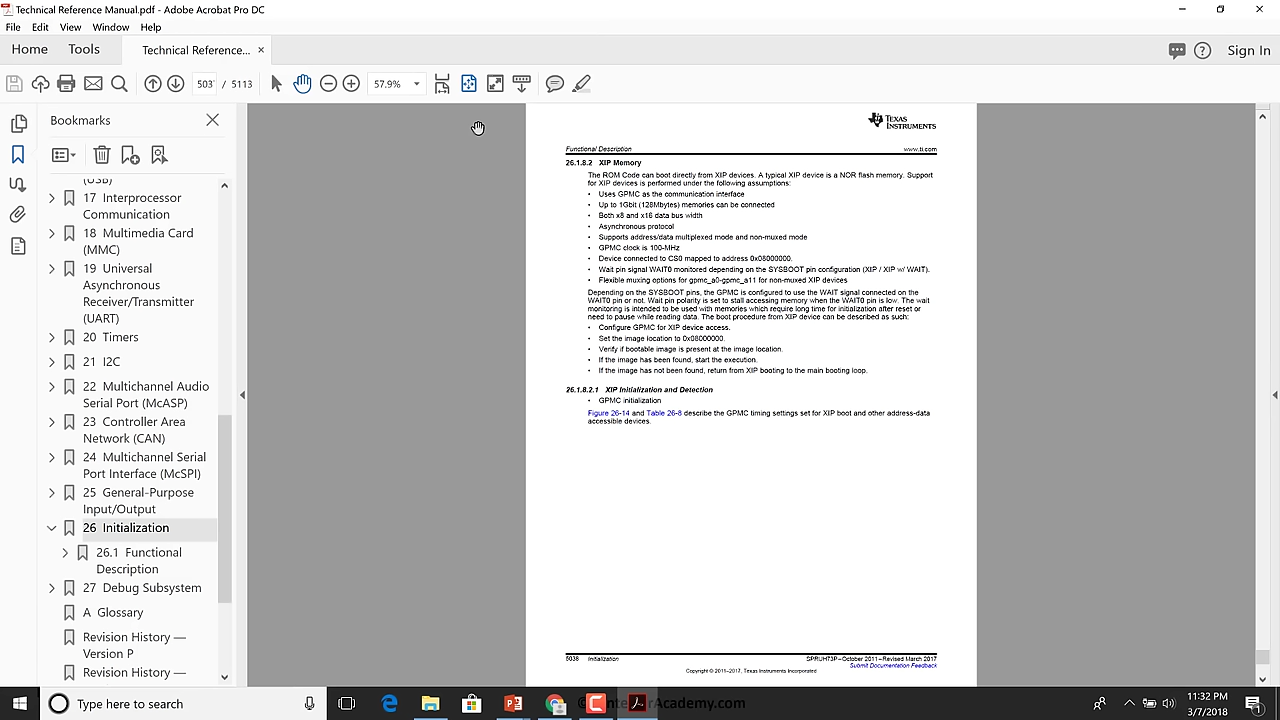 Technical Reference Manual.pdf - Adobe Acrobat Pro DC
File Edit View Window Help
Home Tools Technical Reference... × Sign In
503 / 5113 57.9%
Bookmarks
(USB)
17 Interprocessor
Communication
18 Multimedia Card
(MMC)
19 Universal
Asynchronous
Receiver/Transmitter
(UART)
20 Timers
21 I2C
22 Multichannel Audio
Serial Port (McASP)
23 Controller Area
Network (CAN)
24 Multichannel Serial
Port Interface (McSPI)
25 General-Purpose
Input/Output
26 Initialization
26.1 Functional
Description
27 Debug Subsystem
A Glossary
Revision History —
Version P
Revision History —
TEXAS
INSTRUMENTS
Functional Description www.ti.com
26.1.8.2 XIP Memory
The ROM Code can boot directly from XIP devices. A typical XIP device is a NOR flash memory. Support
for XIP devices is performed under the following assumptions:
• Uses GPMC as the communication interface
• Up to 1Gbit (128Mbytes) memories can be connected
• Both x8 and x16 data bus width
• Asynchronous protocol
• Supports address/data multiplexed mode and non-muxed mode
• GPMC clock is 100-MHz
• Device connected to CS0 mapped to address 0x08000000.
• Wait pin signal WAIT0 monitored depending on the SYSBOOT pin configuration (XIP / XIP w/ WAIT).
• Flexible muxing options for gpmc_a0-gpmc_a11 for non-muxed XIP devices
Depending on the SYSBOOT pins, the GPMC is configured to use the WAIT signal connected on the
WAIT0 pin or not. Wait pin polarity is set to stall accessing memory when the WAIT0 pin is low. The wait
monitoring is intended to be used with memories which require long time for initialization after reset or
need to pause while reading data. The boot procedure from XIP device can be described as such:
• Configure GPMC for XIP device access.
• Set the image location to 0x08000000.
• Verify if bootable image is present at the image location.
• If the image has been found, start the execution.
• If the image has not been found, return from XIP booting to the main booting loop.
26.1.8.2.1 XIP Initialization and Detection
• GPMC initialization
Figure 26-14 and Table 26-8 describe the GPMC timing settings set for XIP boot and other address-data
accessible devices.
5038 Initialization SPRUH73P–October 2011–Revised March 2017
Submit Documentation Feedback
Copyright © 2011–2017, Texas Instruments Incorporated
Type here to search
rAcademy.com
11:32 PM
3/7/2018